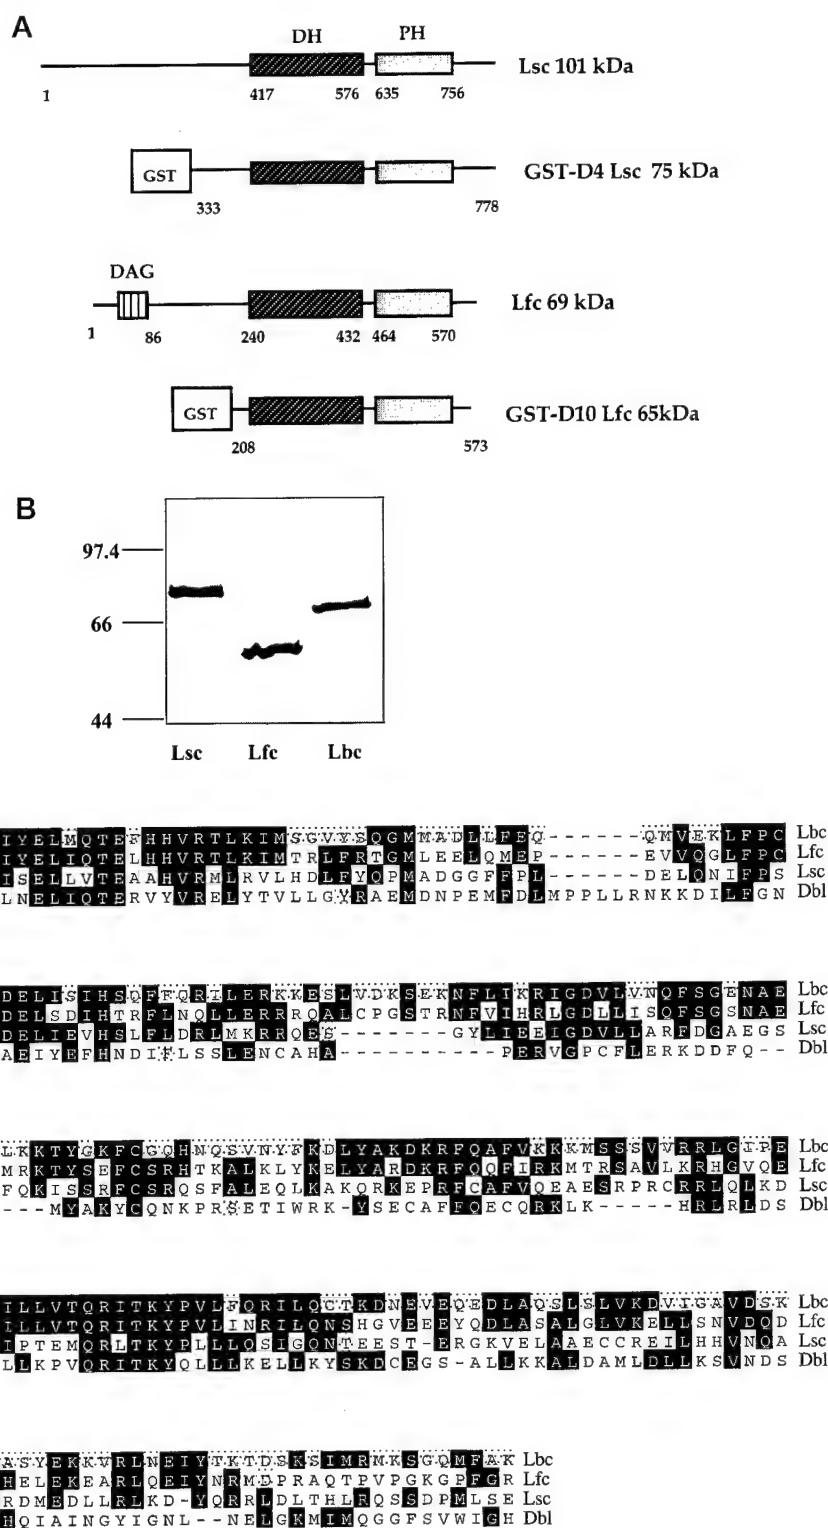 A
DH PH
Lsc 101 kDa
1 417 576 635 756
GST
GST-D4 Lsc 75 kDa
333 778
DAG
Lfc 69 kDa
1 86 240 432 464 570
GST
GST-D10 Lfc 65kDa
208 573
B
97.4
66
44
Lsc Lfc Lbc
IYELMQTEFHHVRTLKIMSGVYSQGMMADLLFEQ------QMVEKLFPC Lbc
IYELIQTELHHVRTLKIMTRLFRTGMLEELQMEP------EVVQGLFPC Lfc
ISELLVTEAAHVRMLRVLHDLFYQPMADGGFFPL------DELQNIFPS Lsc
LNELIQTERVYVRELYTVLLGYRAEMDNPEMFDLMPPLLRNKKDILFGN Dbl
DELISIHSQFFQRILERKKESLVDKSEKNFLIKRIGDVLVNQFSGENAE Lbc
DELSDIHTRFLNQLLERRRQALCPGSTRNFVIHRLGDLLISQFSGSNAE Lfc
DELIEVHSLFLDRLMKRRQES-------GYLIEEIGDVLLARFDGAEGS Lsc
AEIYEFHNDIFLSSLENCAHA----------PERVGPCFLERKDDFQ-- Dbl
LKKTYGKFCGQHNQSVNYFKDLYAKDKRFQAFVKKKMSSSVVRRLGIPE Lbc
MRKTYSEFCSRHTKALKLYKELYARDKRFQQFIRKMTRSAVLKRHGVQE Lfc
FQKISSRFCSRQSFALEQLKAKQRKEPRFCAFVQEAESRPRCRRLQLKD Lsc
---MYAKYCQNKPRSETIWRK-YSECAFFQECQRKLK-----HRLRLDS Dbl
ILLVTQRITKYPVLFQRILQCTKDNEVEQEDLAQSLSLVKDVIGAVDSK Lbc
LLLVTQRITKYPVLINRILQNSHGVEEEYQDLASALGLVKELLSNVDQD Lfc
IPTEMQRLTKYPLLLQSIGQNTEEST-ERGKVELAAECCREILHHVNQA Lsc
LLKPVQRITKYQLLLKELLKYSKDCEGS-ALLKKALDAMLDLLKSVNDS Dbl
ASYEKKVRLNEIYTKTDSKSIMRMKSGQMFAK Lbc
HELEKEARLQEIYNRMDPRAQTPVPGKGPFGR Lfc
RDMEDLLRLKD-YQRRLDLTHLRQSSDPMLSE Lsc
HQIAINGYIGNL--NELGKMIMQGGFSVWIGH Dbl